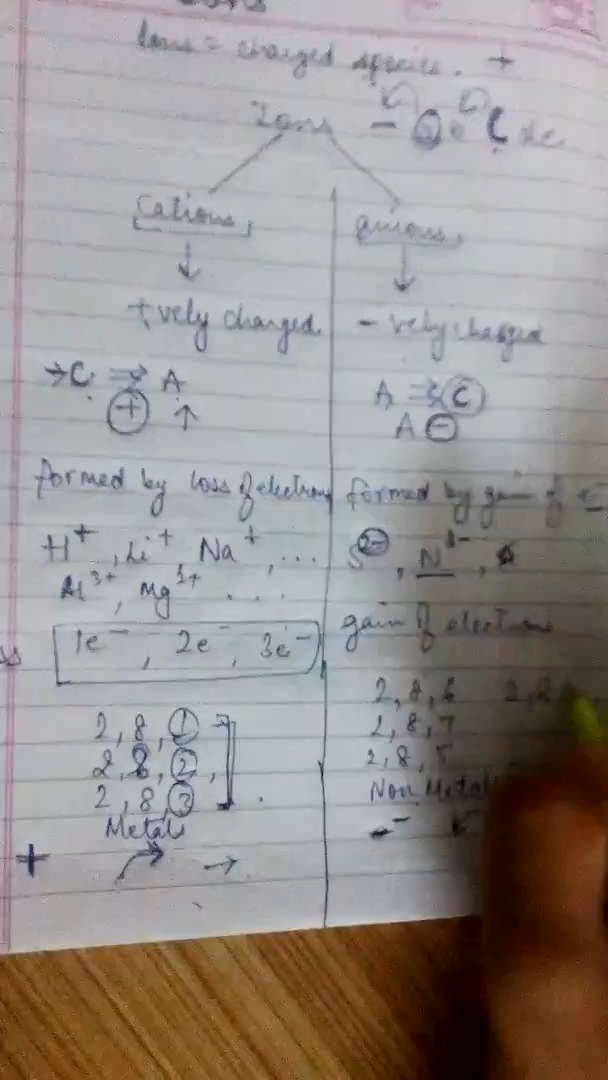 Ions = charged species. +
Ions
Cations,
anions,
+vely charged
- vely charged
→ C ⇒ A
+ ↑
A ⇒ C
A -
formed by loss of electrons
formed by gain of e-
H+, Li+, Na+, ...
Al3+, Mg2+ . . .
S2-, N3-,
1e-, 2e-, 3e-
gain of electrons
2, 8, 1
2, 8, 2,
2, 8, 3
Metals
+
2, 8, 6
2, 8, 7
2, 8, 5
Non Metal